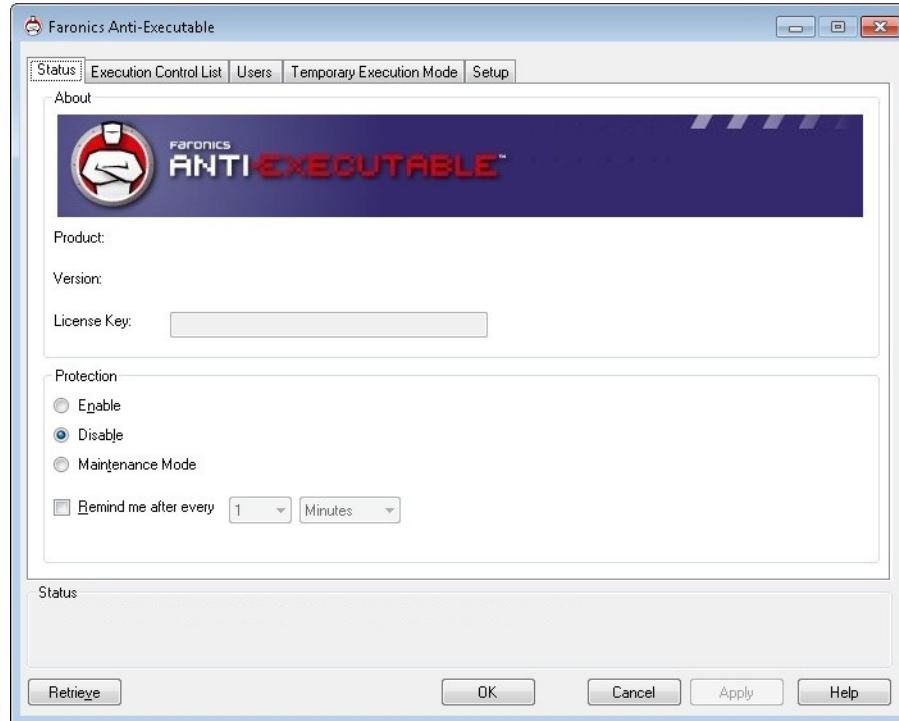 Faronics Anti-Executable
Status Execution Control List Users Temporary Execution Mode Setup
About
FARONICS
ANTI-EXECUTABLE™
Product:
Version:
License Key:
Protection
Enable
Disable
Maintenance Mode
Remind me after every 1 Minutes
Status
Retrieve OK Cancel Apply Help